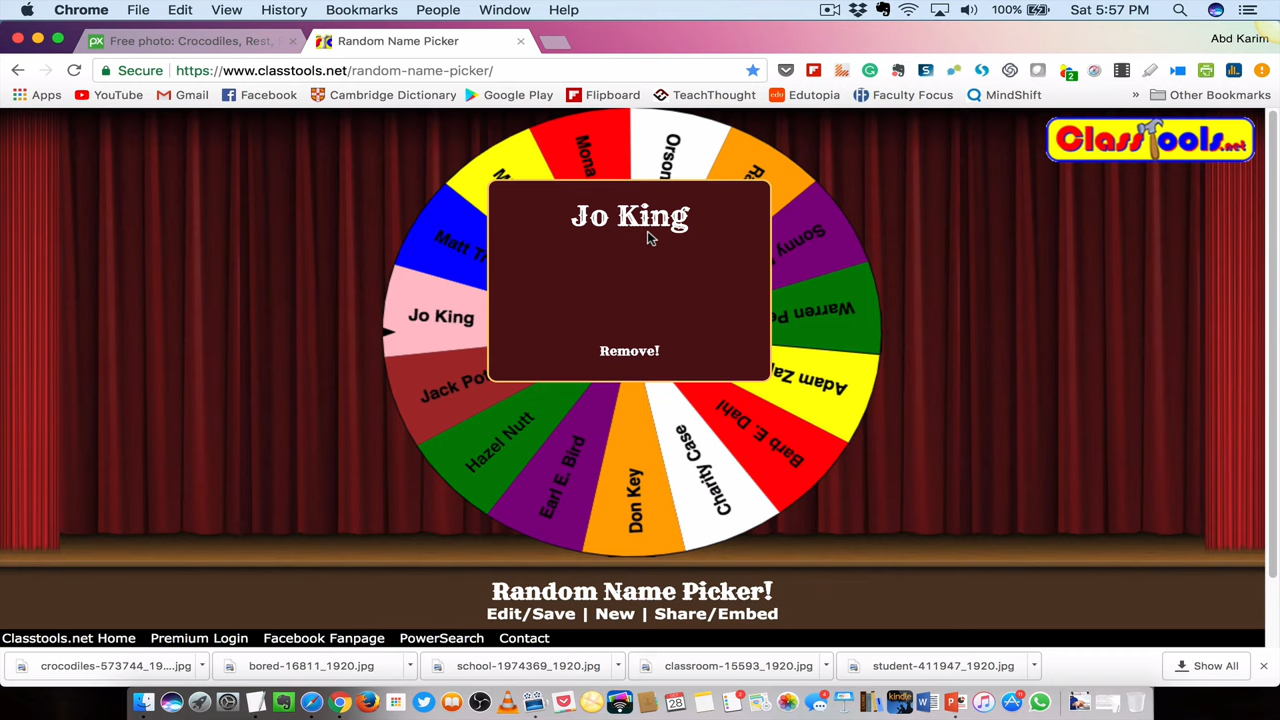 Chrome File Edit View History Bookmarks People Window Help 100% Sat 5:57 PM
Free photo: Crocodiles, Rest, Random Name Picker Abd Karim
Secure https://www.classtools.net/random-name-picker/
Apps YouTube Gmail Facebook Cambridge Dictionary Google Play Flipboard TeachThought Edutopia Faculty Focus MindShift » Other Bookmarks
ClassTools.net
Mona
Orson
Sonny
Warren
Adam
Barb E. Dahl
Charity Case
Don Key
Earl E. Bird
Hazel Nutt
Jack
Jo King
Matt
Jo King
Remove!
Random Name Picker!
Edit/Save | New | Share/Embed
Classtools.net Home Premium Login Facebook Fanpage PowerSearch Contact
crocodiles-573744_19....jpg bored-16811_1920.jpg school-1974369_1920.jpg classroom-15593_1920.jpg student-411947_1920.jpg Show All